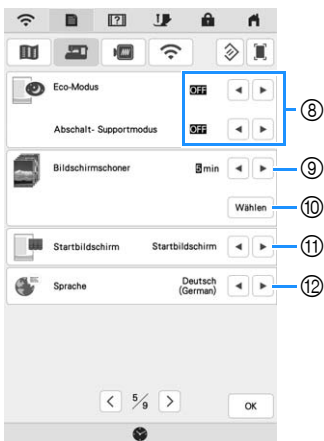 Eco-Modus OFF
⑧
Abschalt- Supportmodus OFF
Bildschirmschoner 5 min
⑨
Wählen
⑩
Startbildschirm Startbildschirm
⑪
Sprache Deutsch
(German)
⑫
5/9
OK